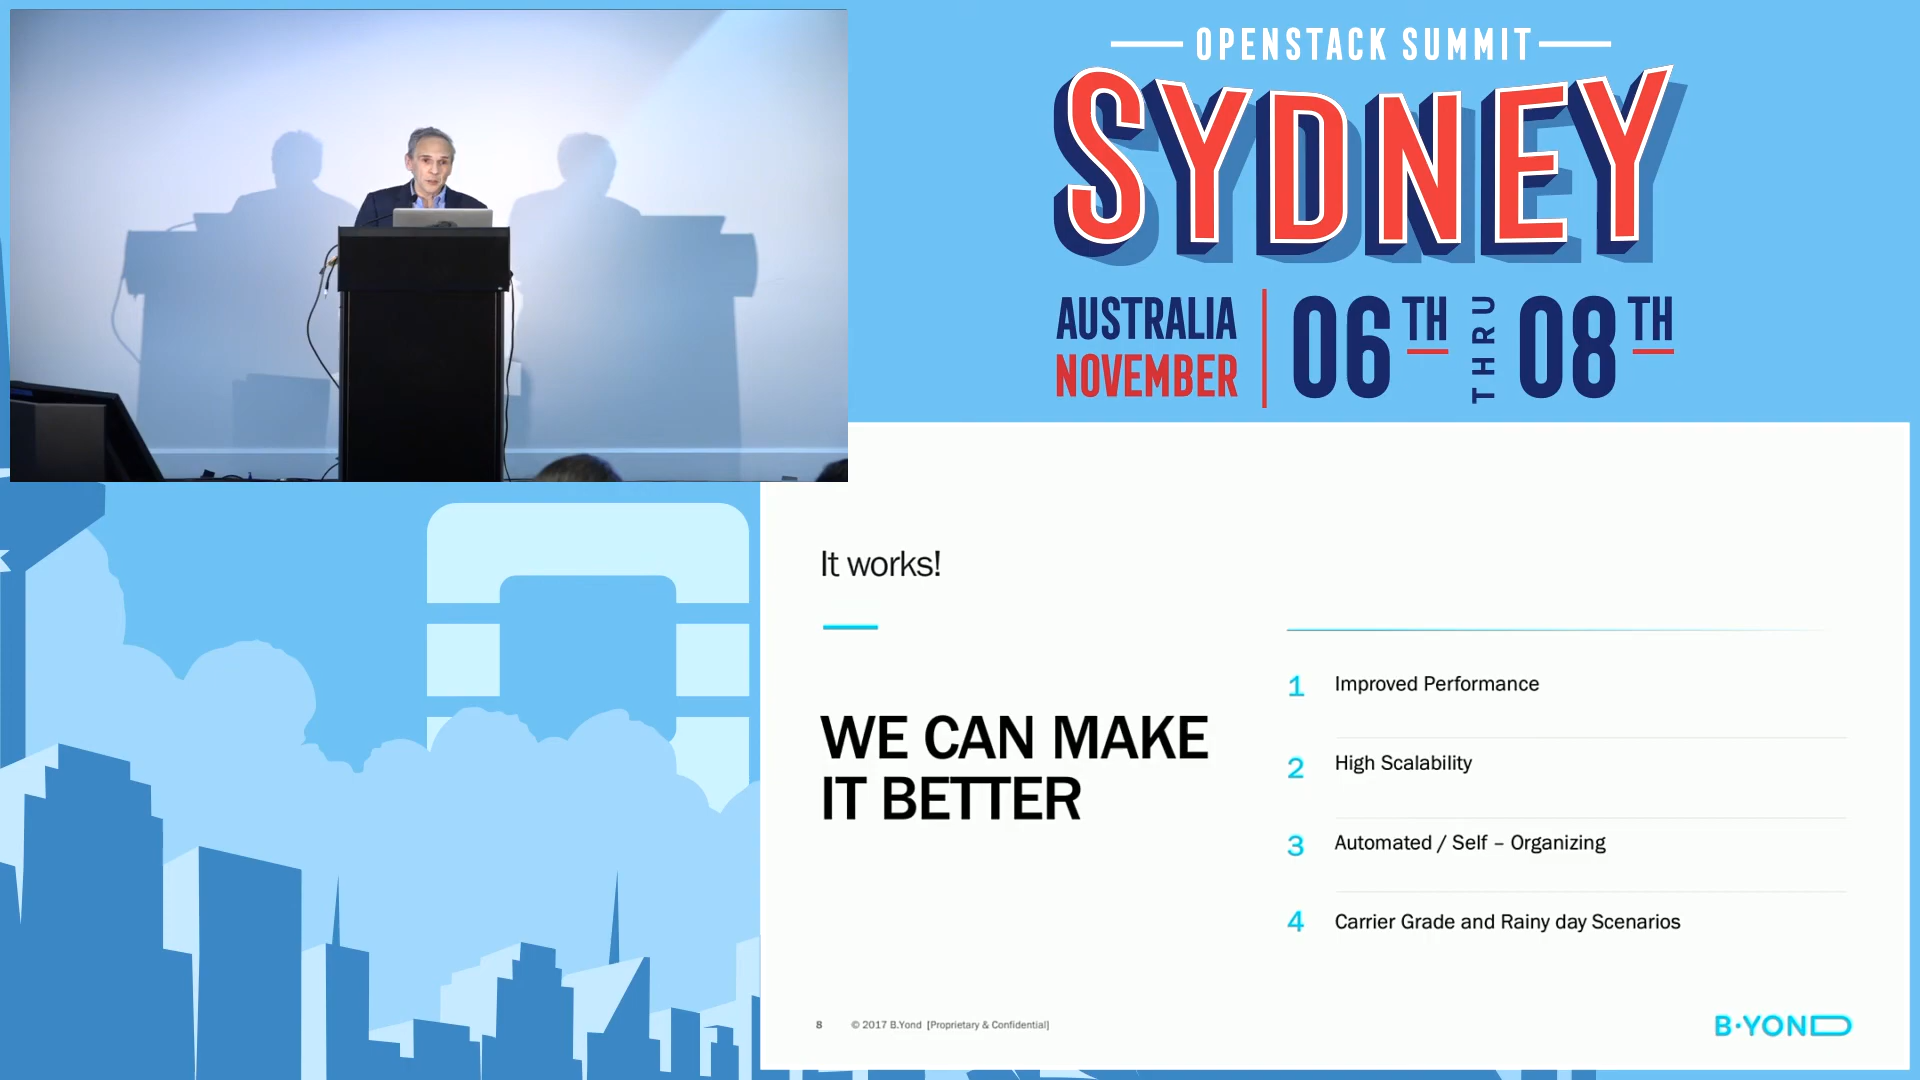 OPENSTACK SUMMIT
SYDNEY
AUSTRALIA
NOVEMBER
06TH THRU 08TH
It works!
WE CAN MAKE
IT BETTER
1 Improved Performance
2 High Scalability
3 Automated / Self – Organizing
4 Carrier Grade and Rainy day Scenarios
8 © 2017 B.Yond [Proprietary & Confidential]
B·YOND